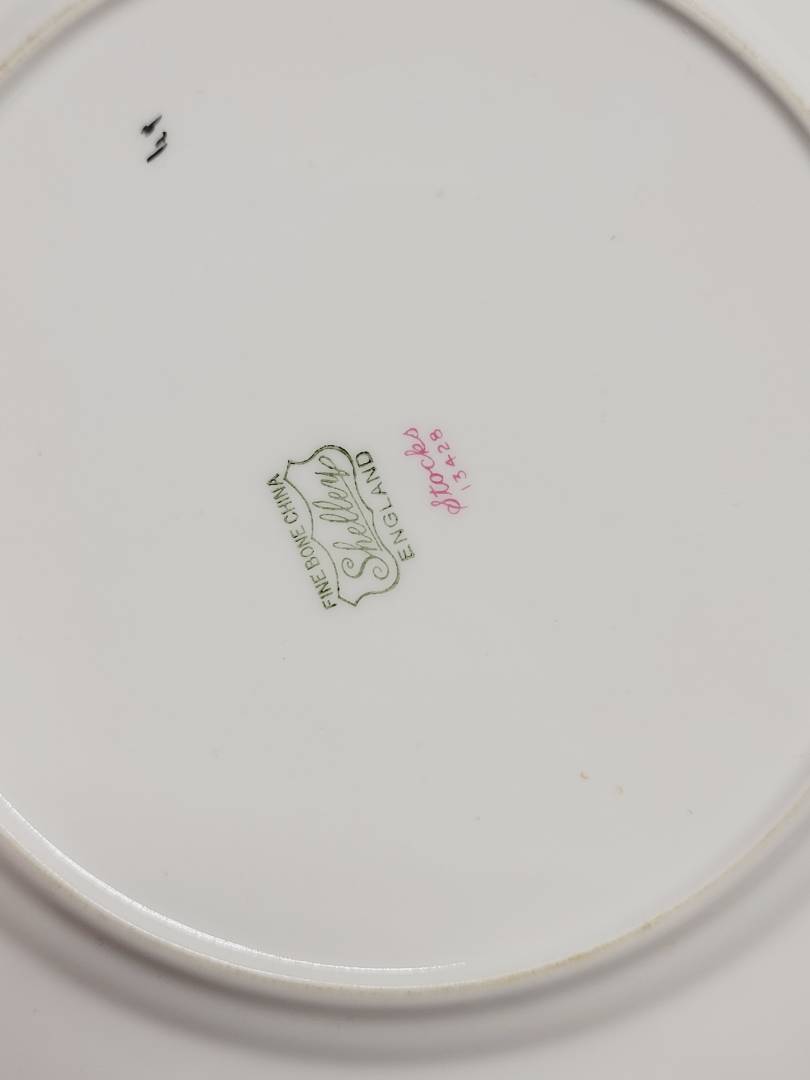 FINE BONE CHINA
Shelley
ENGLAND
Stocks
13428